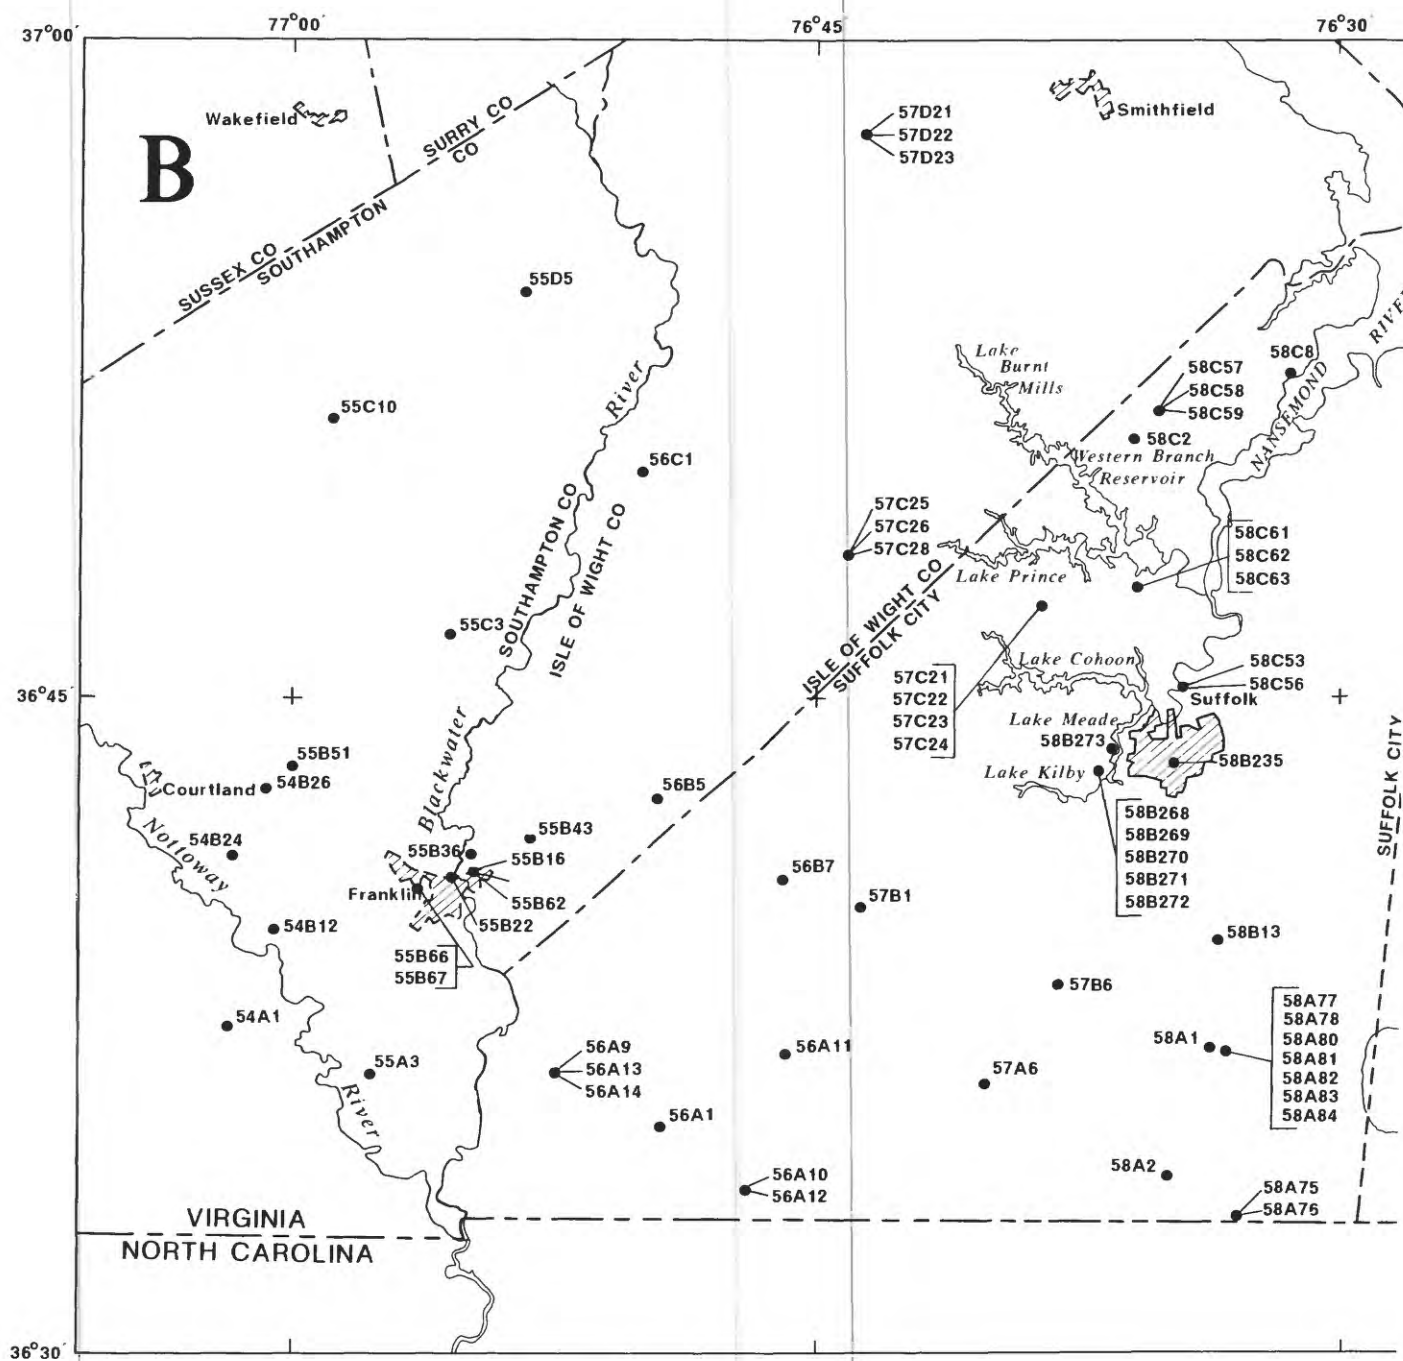 77°00′
76°45′
76°30′
37°00′
Wakefield
B
SURRY CO
CO
SUSSEX CO
SOUTHAMPTON
Smithfield
57D21
57D22
57D23
55D5
River
55C10
56C1
SOUTHAMPTON CO
ISLE OF WIGHT CO
55C3
Lake
Burnt
Mills
58C8
58C57
58C58
58C59
58C2
NANSEMOND
RIVE
Western Branch
Reservoir
57C25
57C26
57C28
58C61
58C62
58C63
Lake Prince
ISLE OF WIGHT CO
SUFFOLK CITY
Lake Cohoon
57C21
57C22
57C23
57C24
58C53
58C56
Suffolk
Lake Meade
58B273
58B235
Lake Kilby
36°45′
55B51
Courtland
54B26
Blackwater
56B5
54B24
Nottoway
55B43
55B36
55B16
Franklin
55B62
55B22
56B7
57B1
58B268
58B269
58B270
58B271
58B272
SUFFOLK CITY
54B12
55B66
55B67
58B13
57B6
54A1
55A3
River
56A9
56A13
56A14
56A11
57A6
58A1
58A77
58A78
58A80
58A81
58A82
58A83
58A84
56A1
56A10
56A12
58A2
58A75
58A76
VIRGINIA
NORTH CAROLINA
36°30′